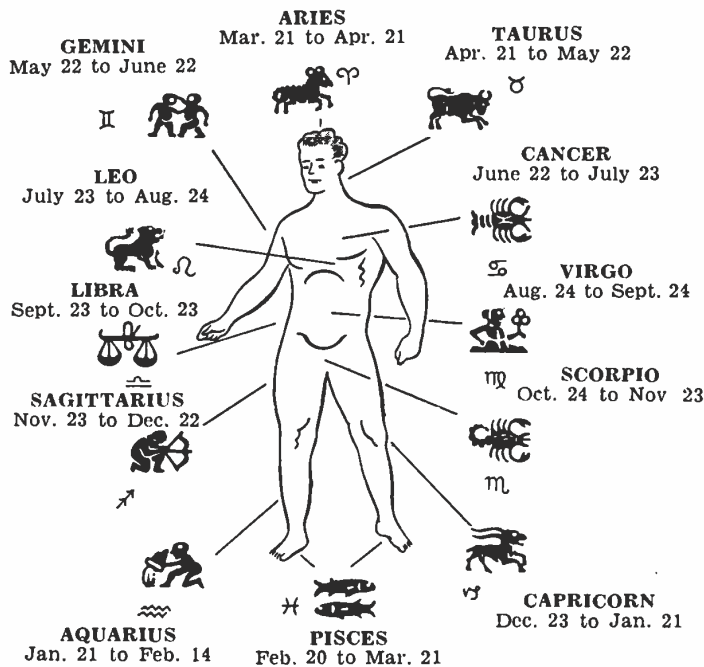 ARIES
Mar. 21 to Apr. 21
GEMINI
May 22 to June 22
TAURUS
Apr. 21 to May 22
♈
♉
♊
CANCER
June 22 to July 23
LEO
July 23 to Aug. 24
♌
♋
VIRGO
Aug. 24 to Sept. 24
LIBRA
Sept. 23 to Oct. 23
♎
♍
SCORPIO
Oct. 24 to Nov 23
SAGITTARIUS
Nov. 23 to Dec. 22
♏
♐
♑
CAPRICORN
Dec. 23 to Jan. 21
♒
♓
AQUARIUS
Jan. 21 to Feb. 14
PISCES
Feb. 20 to Mar. 21